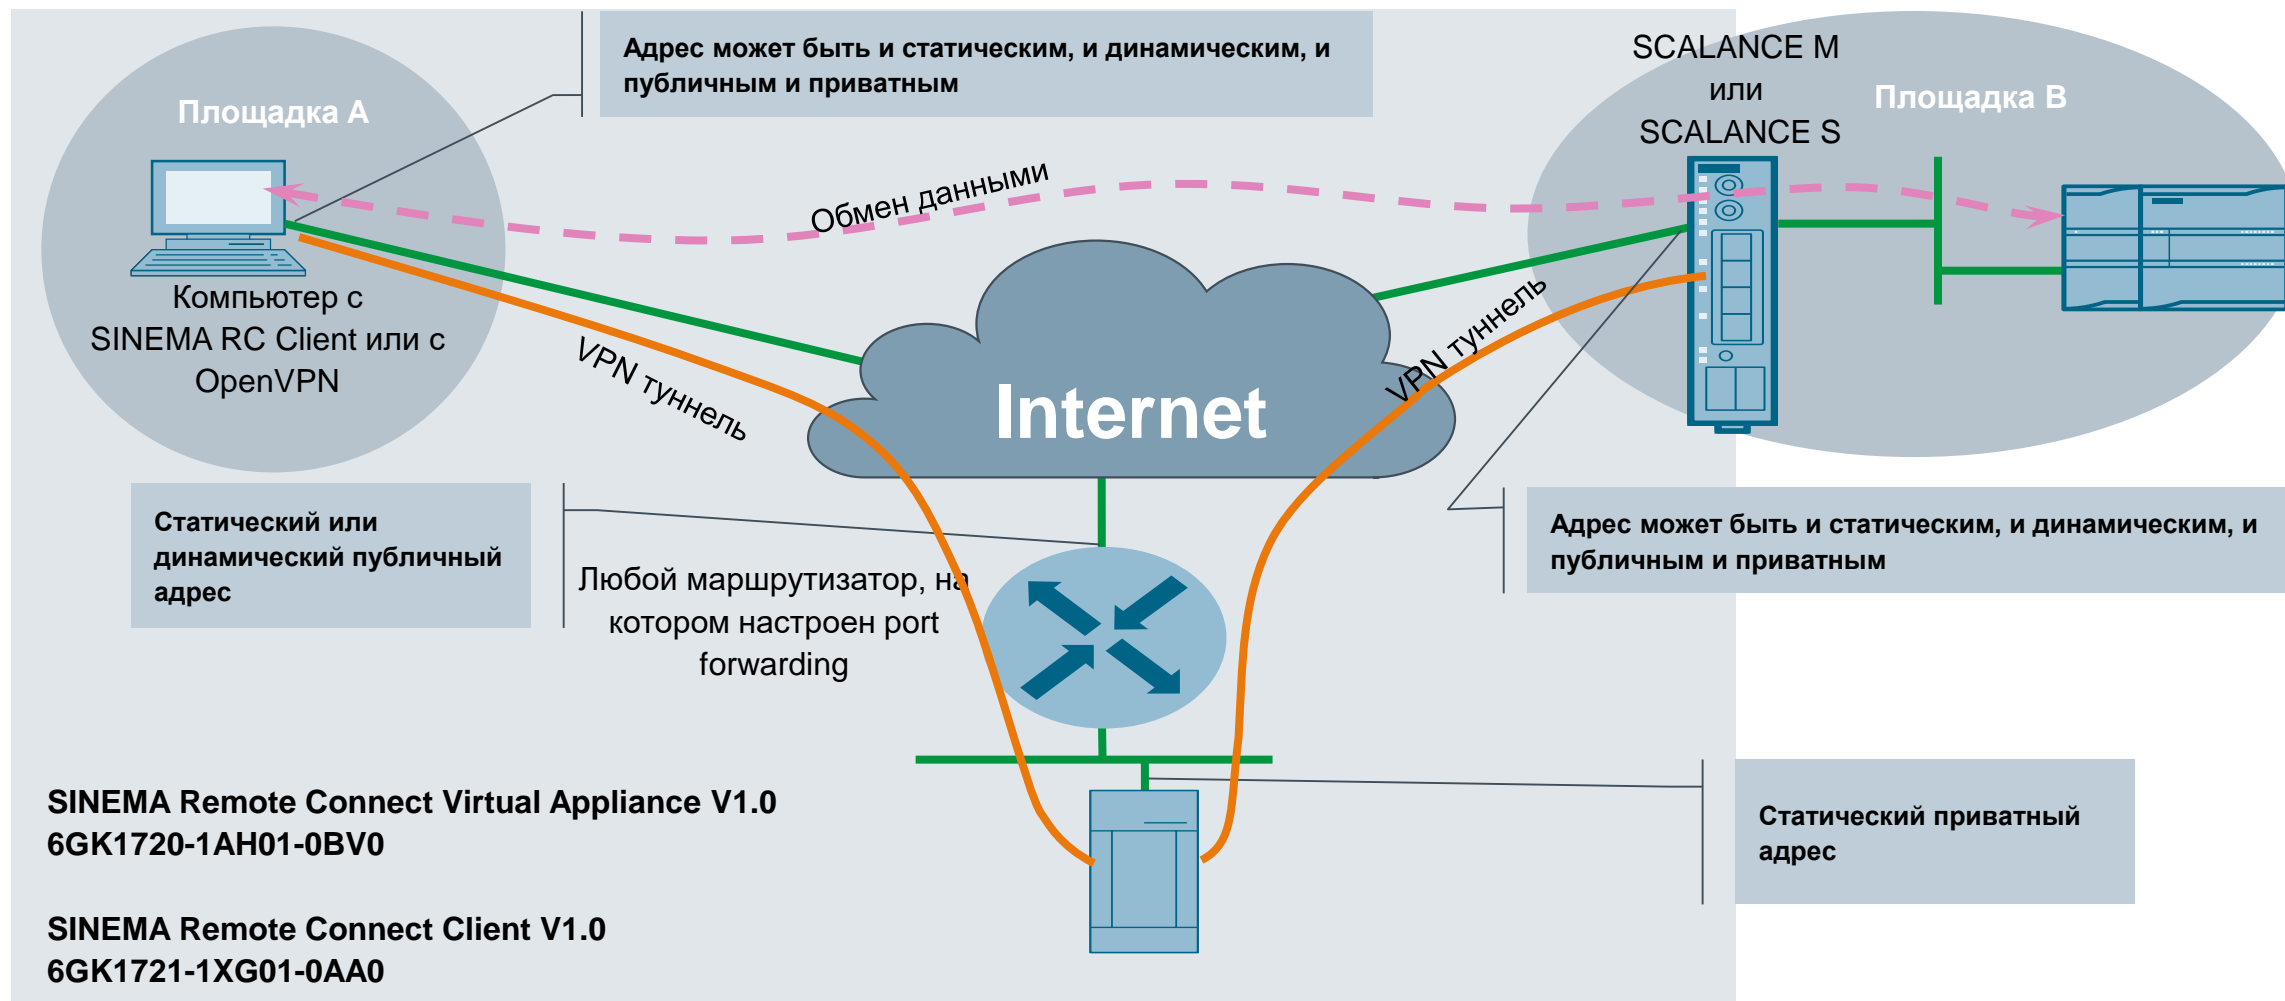 Адрес может быть и статическим, и динамическим, и
публичным и приватным
SCALANCE M
или
SCALANCE S
Площадка A
Площадка B
Обмен данными
Компьютер с
SINEMA RC Client или с
OpenVPN
VPN туннель
VPN туннель
Internet
Статический или
динамический публичный
адрес
Адрес может быть и статическим, и динамическим, и
публичным и приватным
Любой маршрутизатор, на
котором настроен port
forwarding
SINEMA Remote Connect Virtual Appliance V1.0
6GK1720-1AH01-0BV0
Статический приватный
адрес
SINEMA Remote Connect Client V1.0
6GK1721-1XG01-0AA0